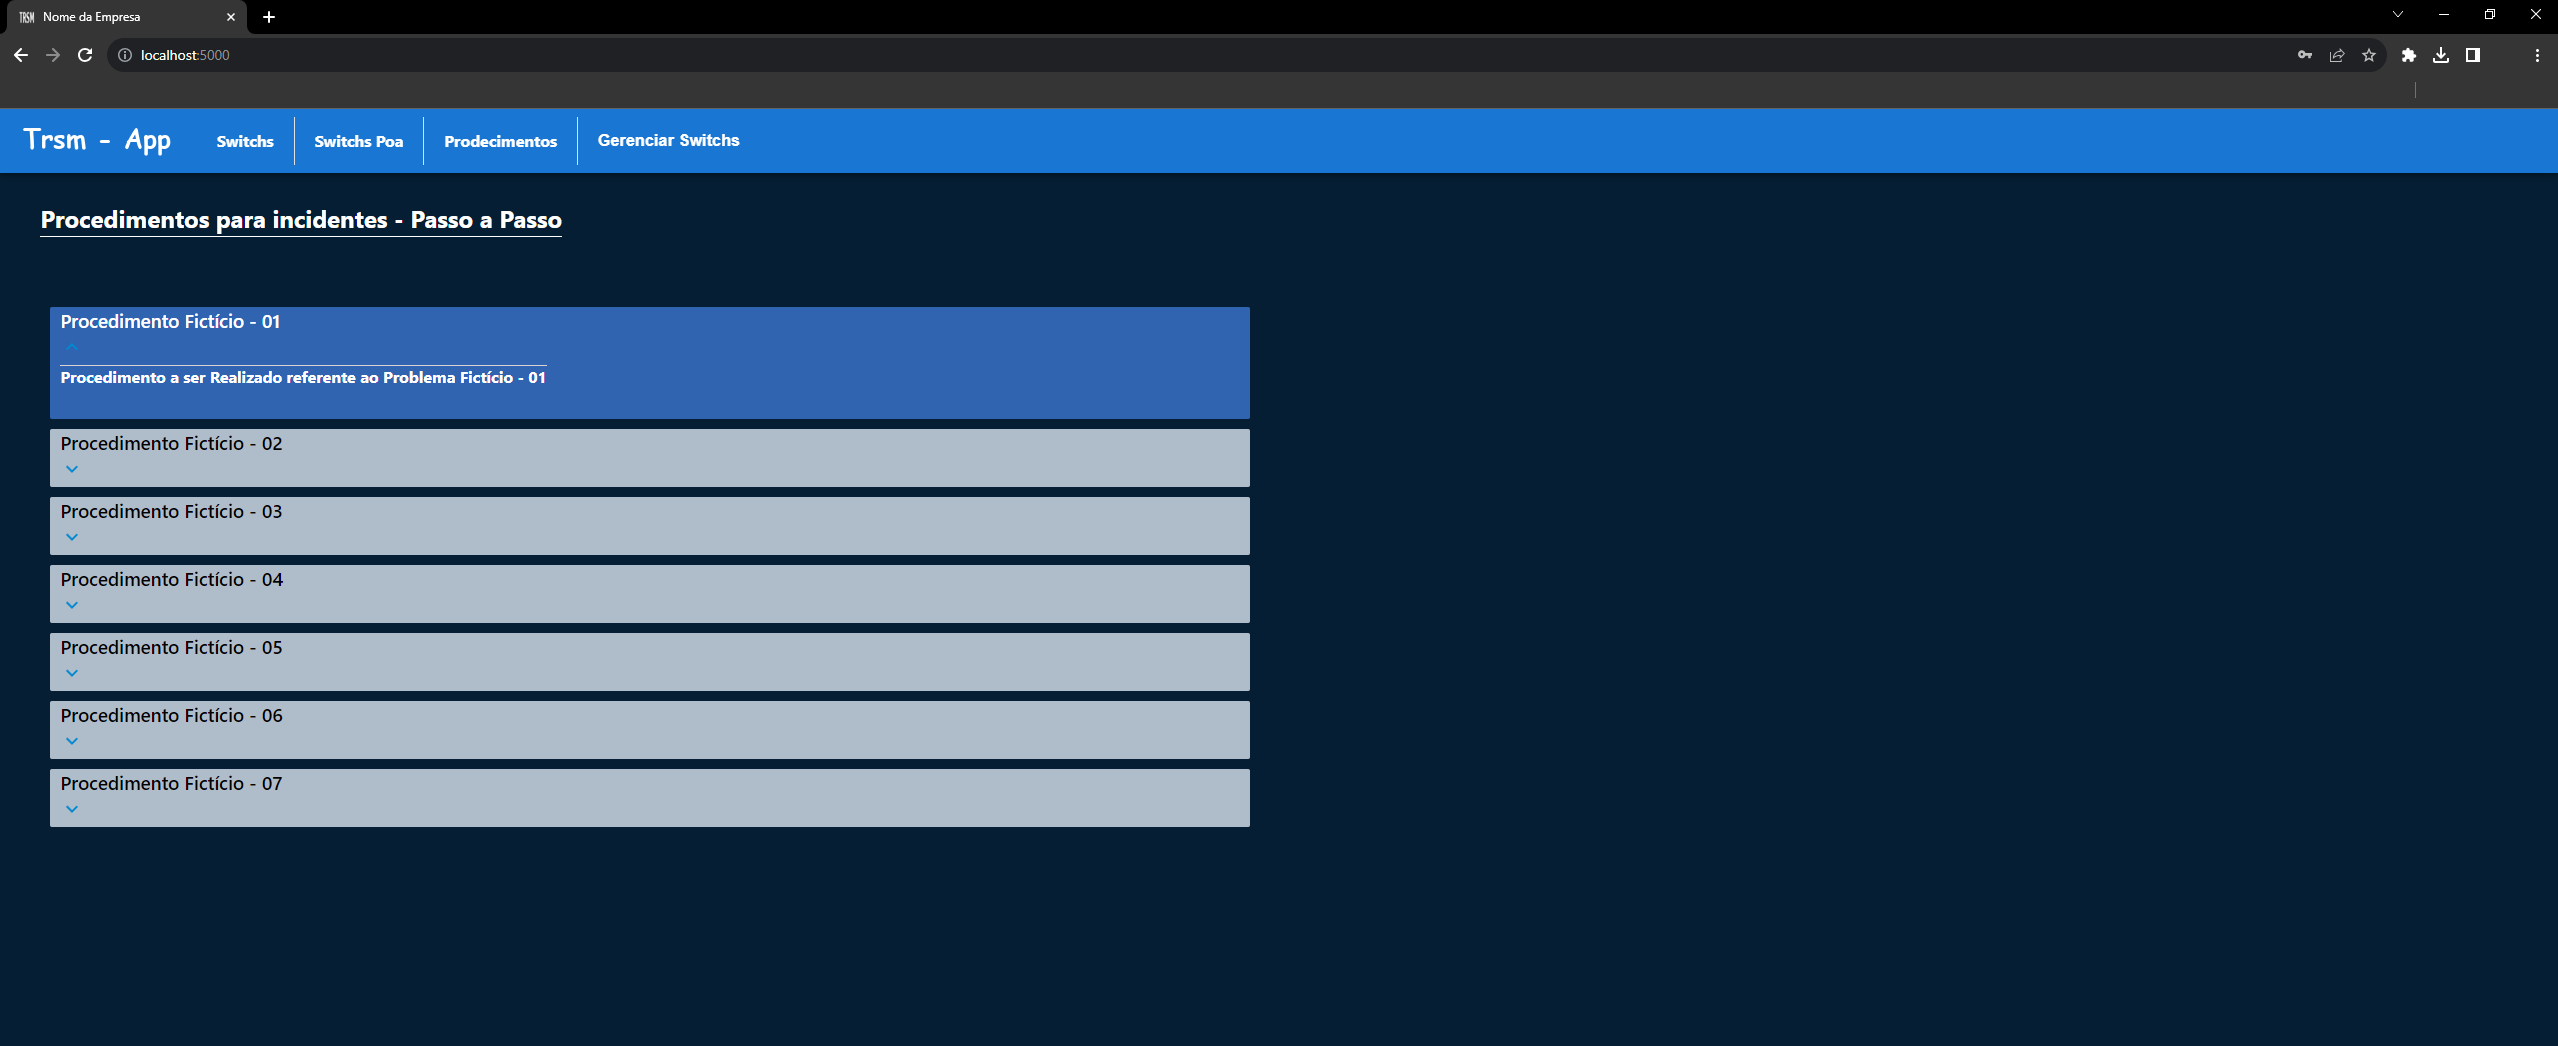 TRSM Nome da Empresa
localhost:5000
Trsm - App Switchs Switchs Poa Prodecimentos Gerenciar Switchs
Procedimentos para incidentes - Passo a Passo
Procedimento Fictício - 01
Procedimento a ser Realizado referente ao Problema Fictício - 01
Procedimento Fictício - 02
Procedimento Fictício - 03
Procedimento Fictício - 04
Procedimento Fictício - 05
Procedimento Fictício - 06
Procedimento Fictício - 07